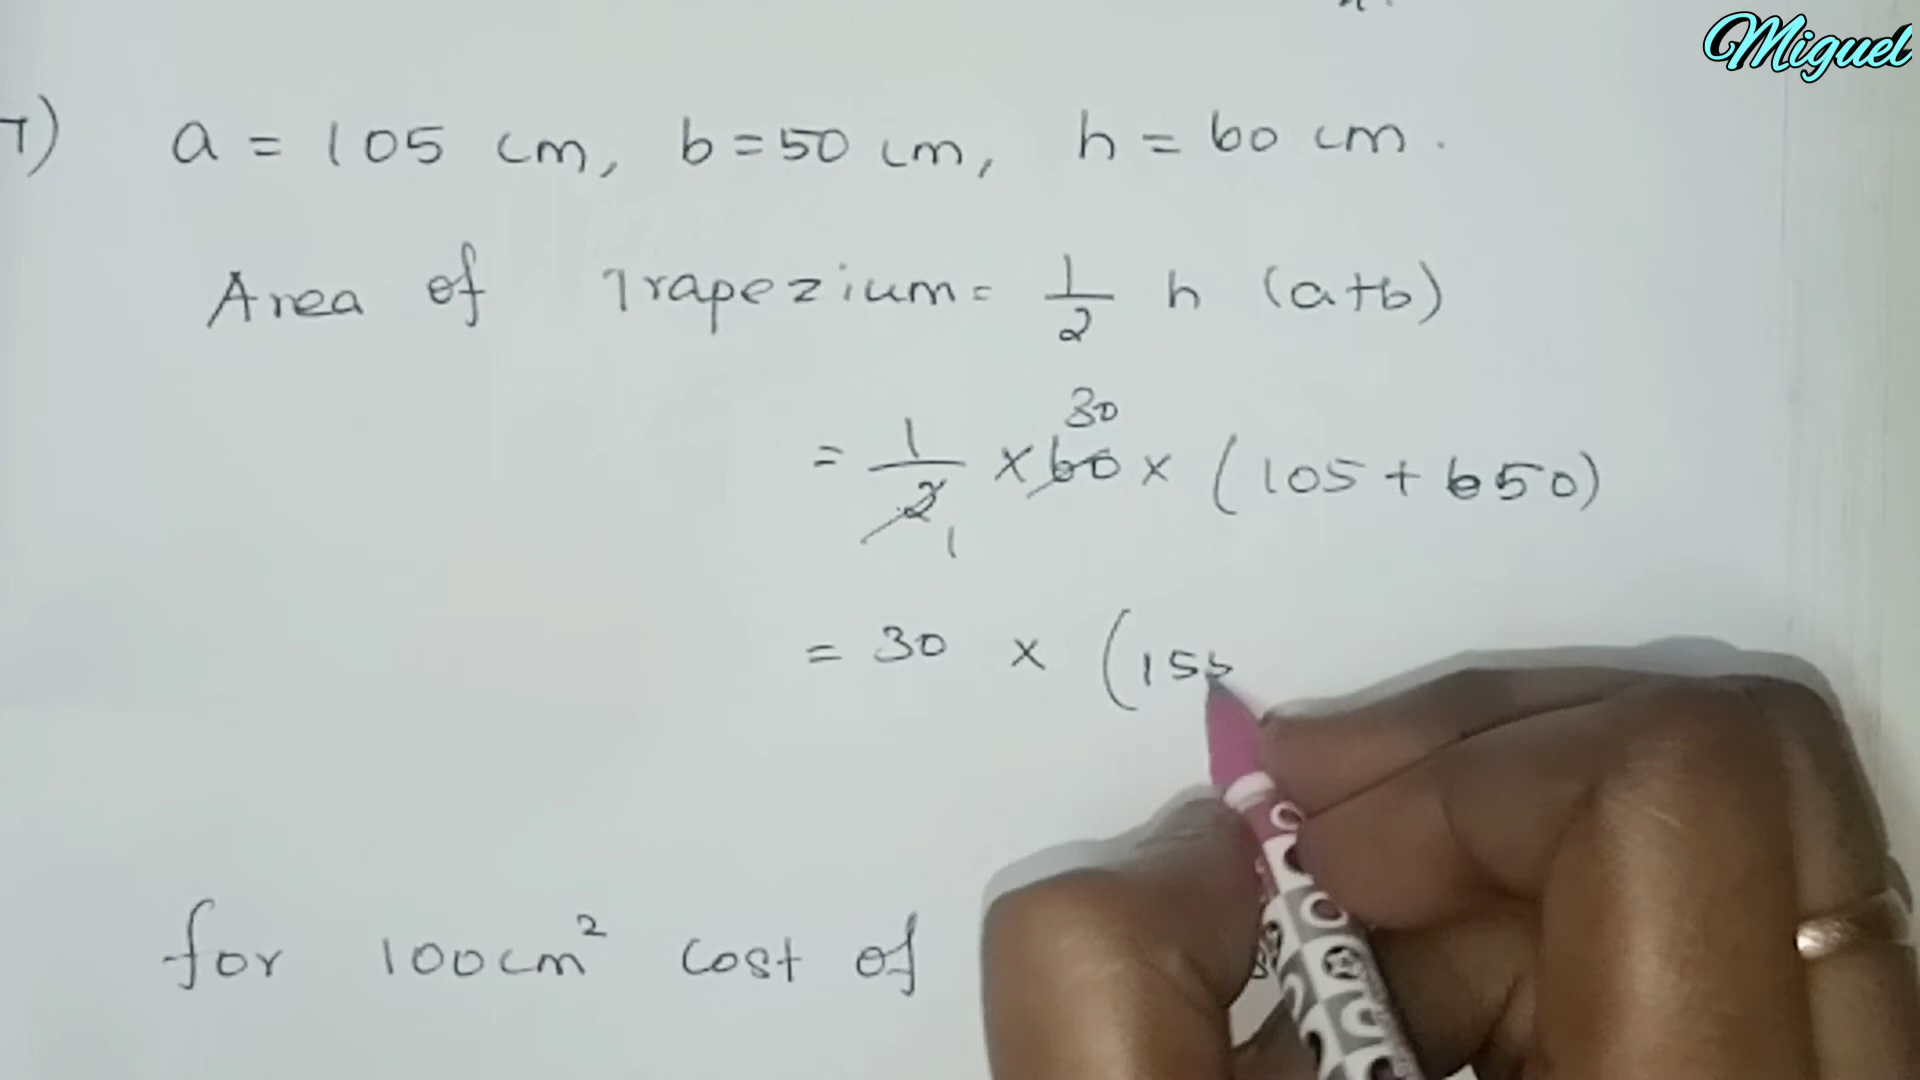 Miguel
7) a = 105 cm, b = 50 cm, h = 60 cm.
Area of Trapezium = 1/2 h (a+b)
30
= 1/2 × 60 × (105 + 650)
1
= 30 × (155
for 100cm² cost of